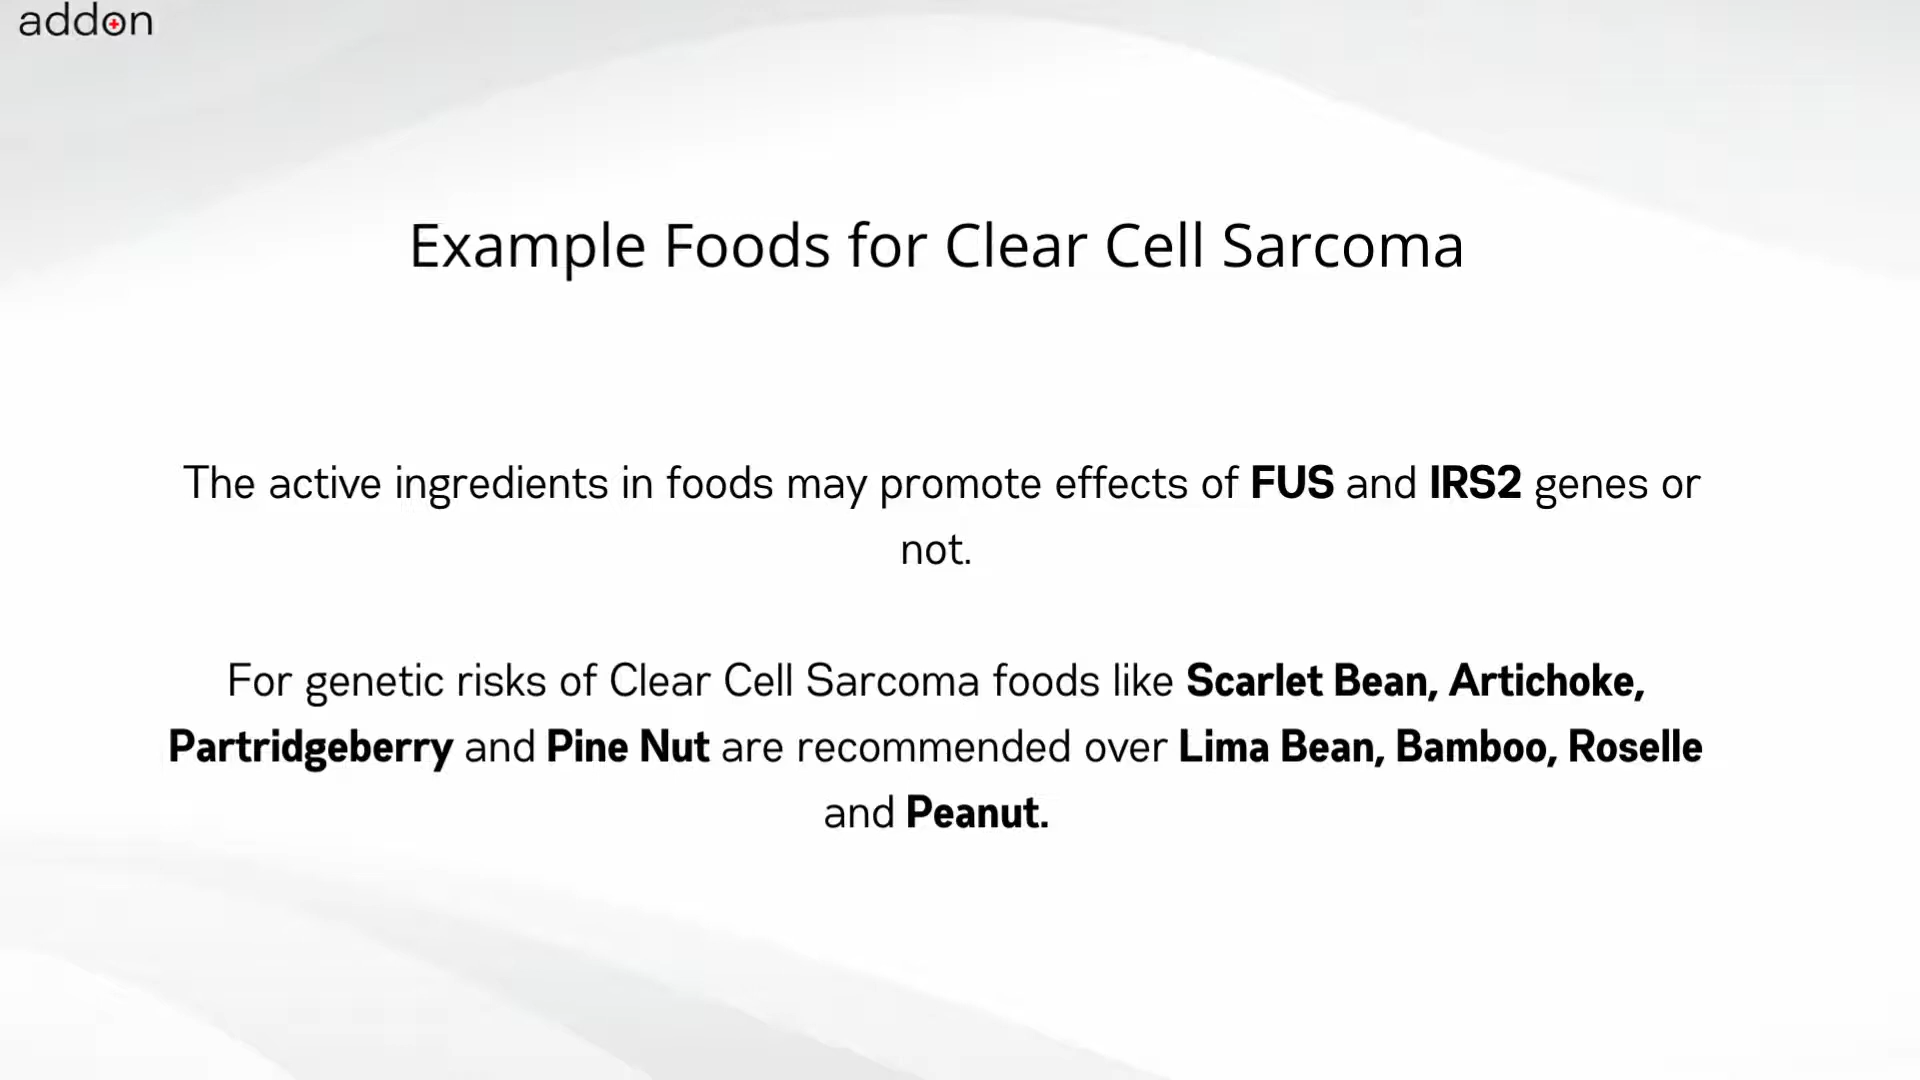 addon
Example Foods for Clear Cell Sarcoma
The active ingredients in foods may promote effects of FUS and IRS2 genes or
not.
For genetic risks of Clear Cell Sarcoma foods like Scarlet Bean, Artichoke,
Partridgeberry and Pine Nut are recommended over Lima Bean, Bamboo, Roselle
and Peanut.